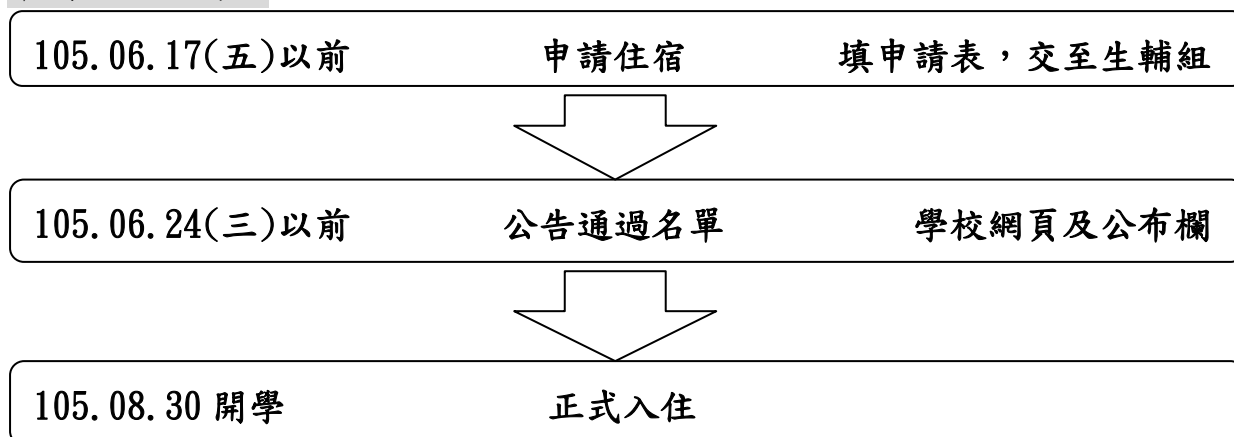 105.06.17(五)以前 申請住宿 填申請表，交至生輔組
105.06.24(三)以前 公告通過名單 學校網頁及公布欄
105.08.30 開學 正式入住